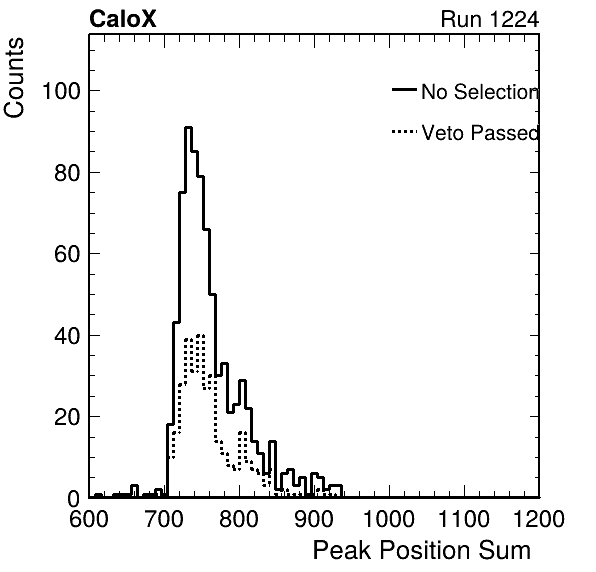 CaloX Run 1224
Counts
No Selection
Veto Passed
100
80
60
40
20
0
600 700 800 900 1000 1100 1200
Peak Position Sum